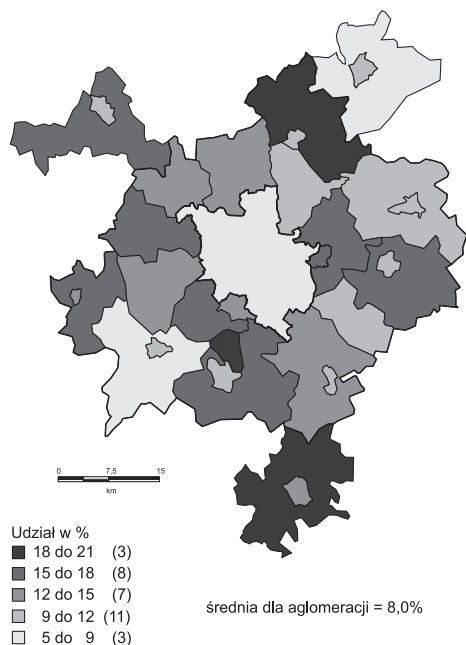 0 7,5 15
km
Udział w %
18 do 21 (3)
15 do 18 (8)
12 do 15 (7)
9 do 12 (11)
5 do 9 (3)
średnia dla aglomeracji = 8,0%